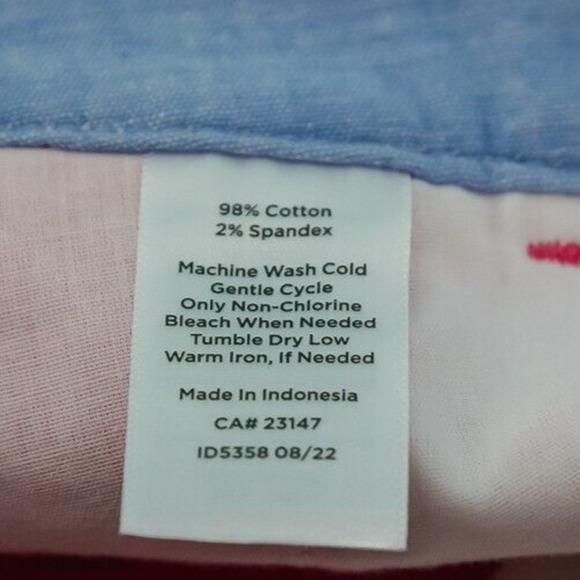 98% Cotton
2% Spandex
Machine Wash Cold
Gentle Cycle
Only Non-Chlorine
Bleach When Needed
Tumble Dry Low
Warm Iron, If Needed
Made In Indonesia
CA# 23147
ID5358 08/22